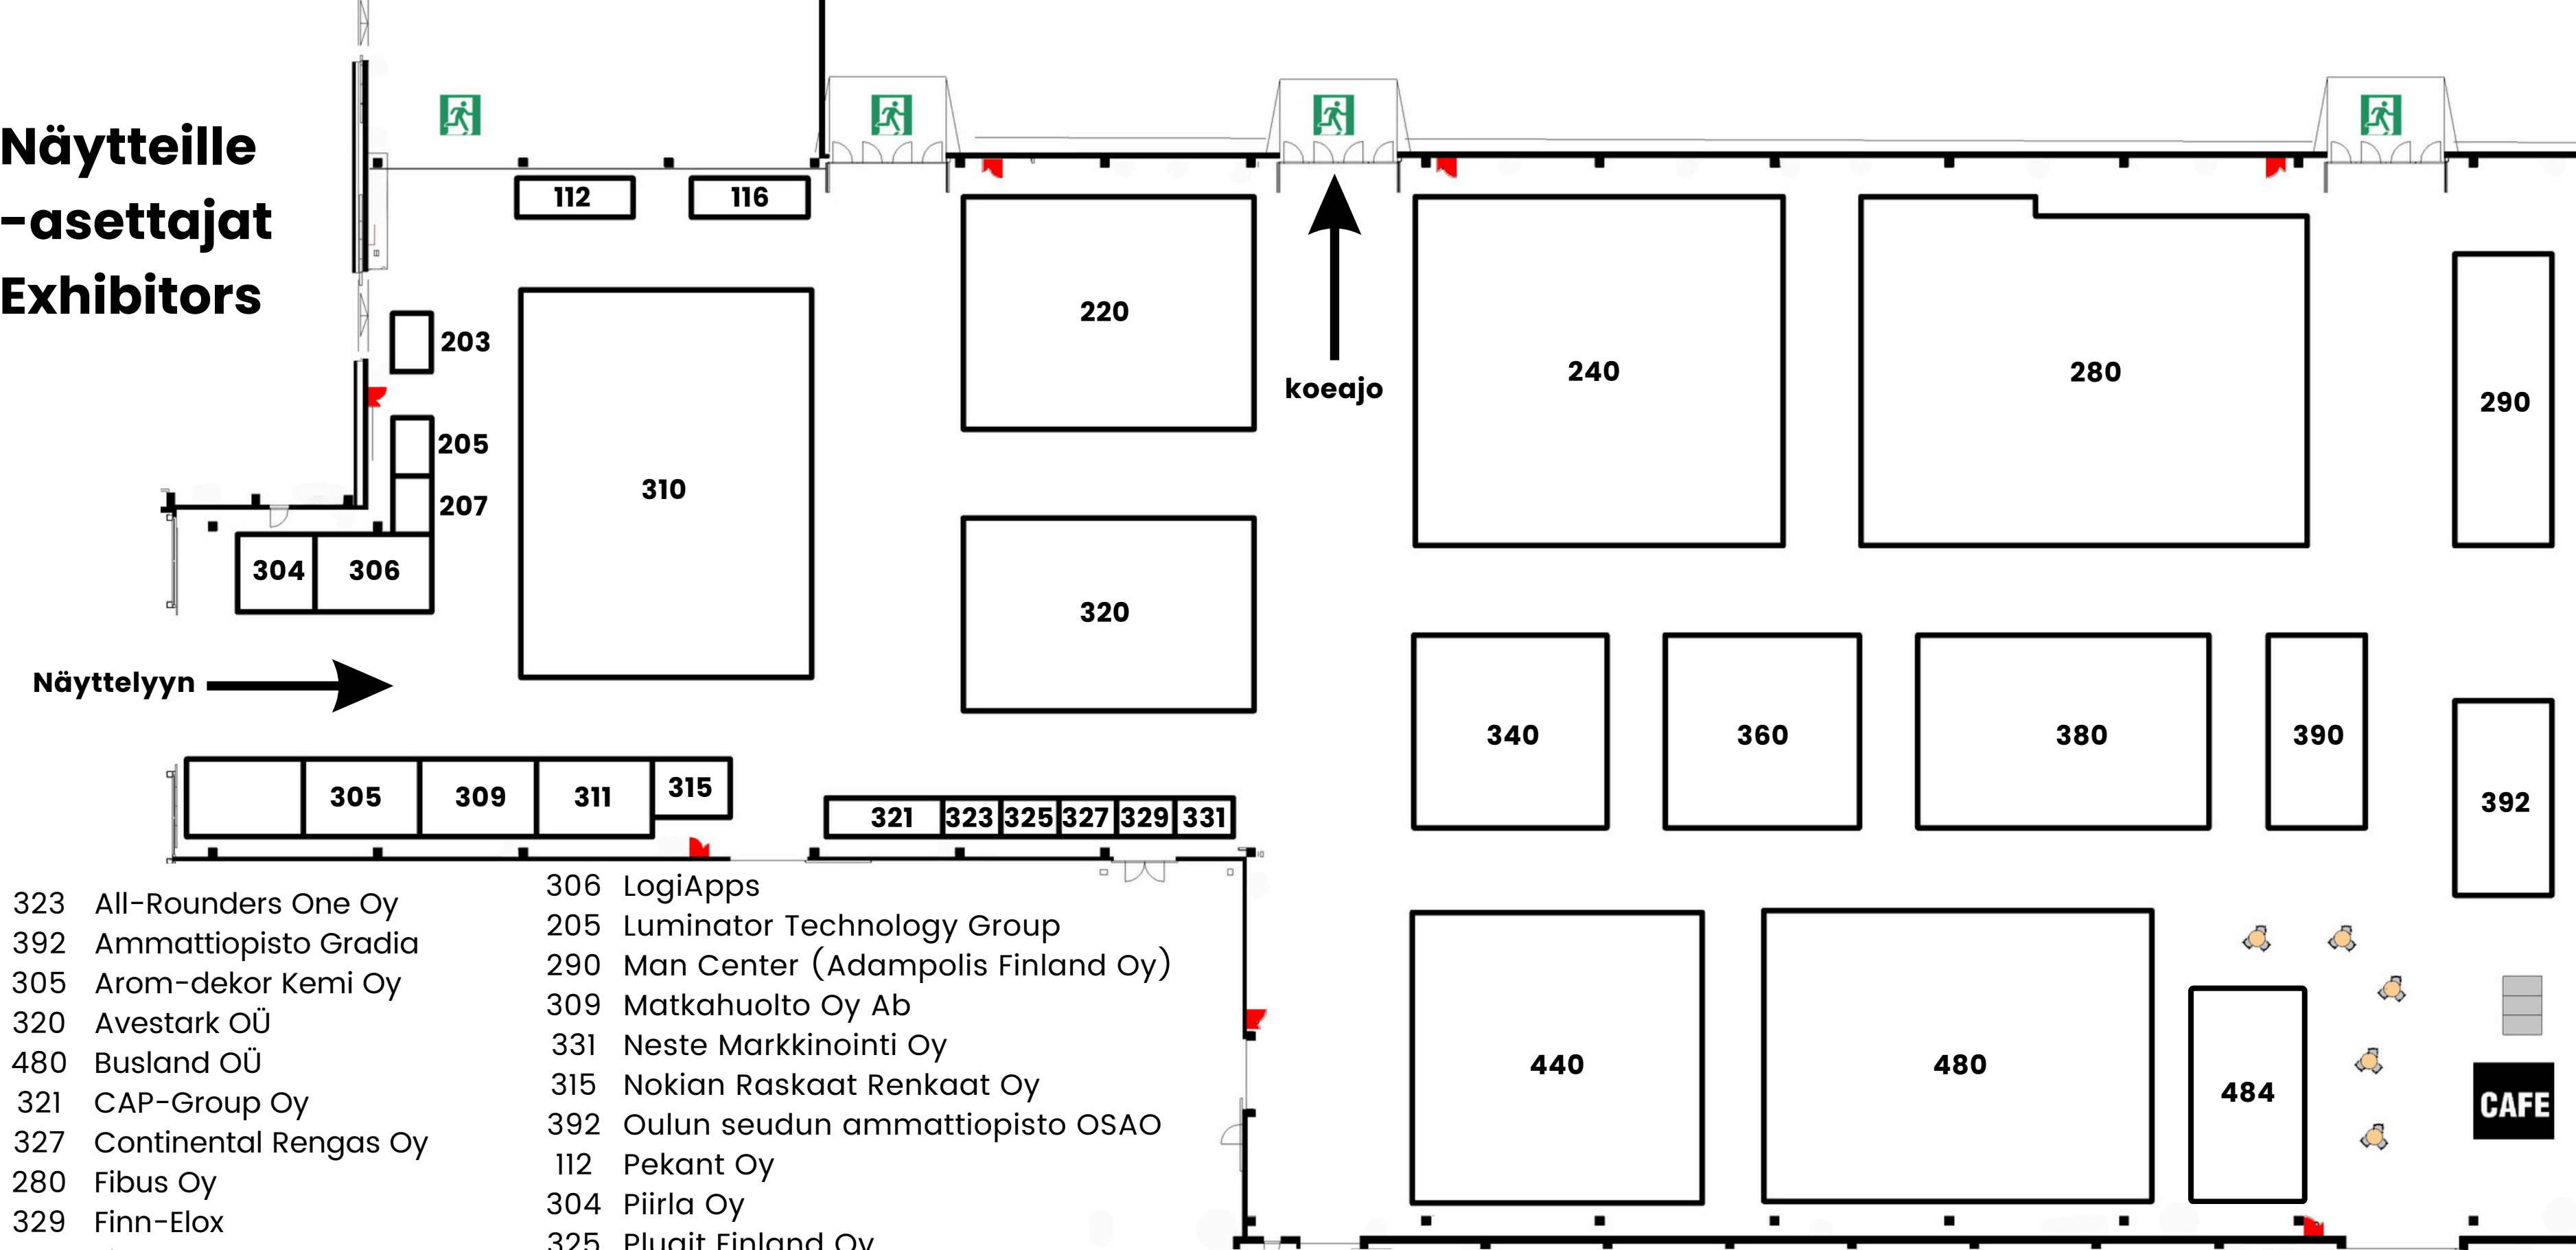 Näytteille
-asettajat
Exhibitors
112
116
203
205
207
304
306
310
220
320
koeajo
240
280
290
Näyttelyyn
340
360
380
390
392
305
309
311
315
321
323
325
327
329
331
440
480
484
CAFE
323 All-Rounders One Oy
392 Ammattiopisto Gradia
305 Arom-dekor Kemi Oy
320 Avestark OÜ
480 Busland OÜ
321 CAP-Group Oy
327 Continental Rengas Oy
280 Fibus Oy
329 Finn-Elox
306 LogiApps
205 Luminator Technology Group
290 Man Center (Adampolis Finland Oy)
309 Matkahuolto Oy Ab
331 Neste Markkinointi Oy
315 Nokian Raskaat Renkaat Oy
392 Oulun seudun ammattiopisto OSAO
112 Pekant Oy
304 Piirla Oy
325 Plugit Finland Oy